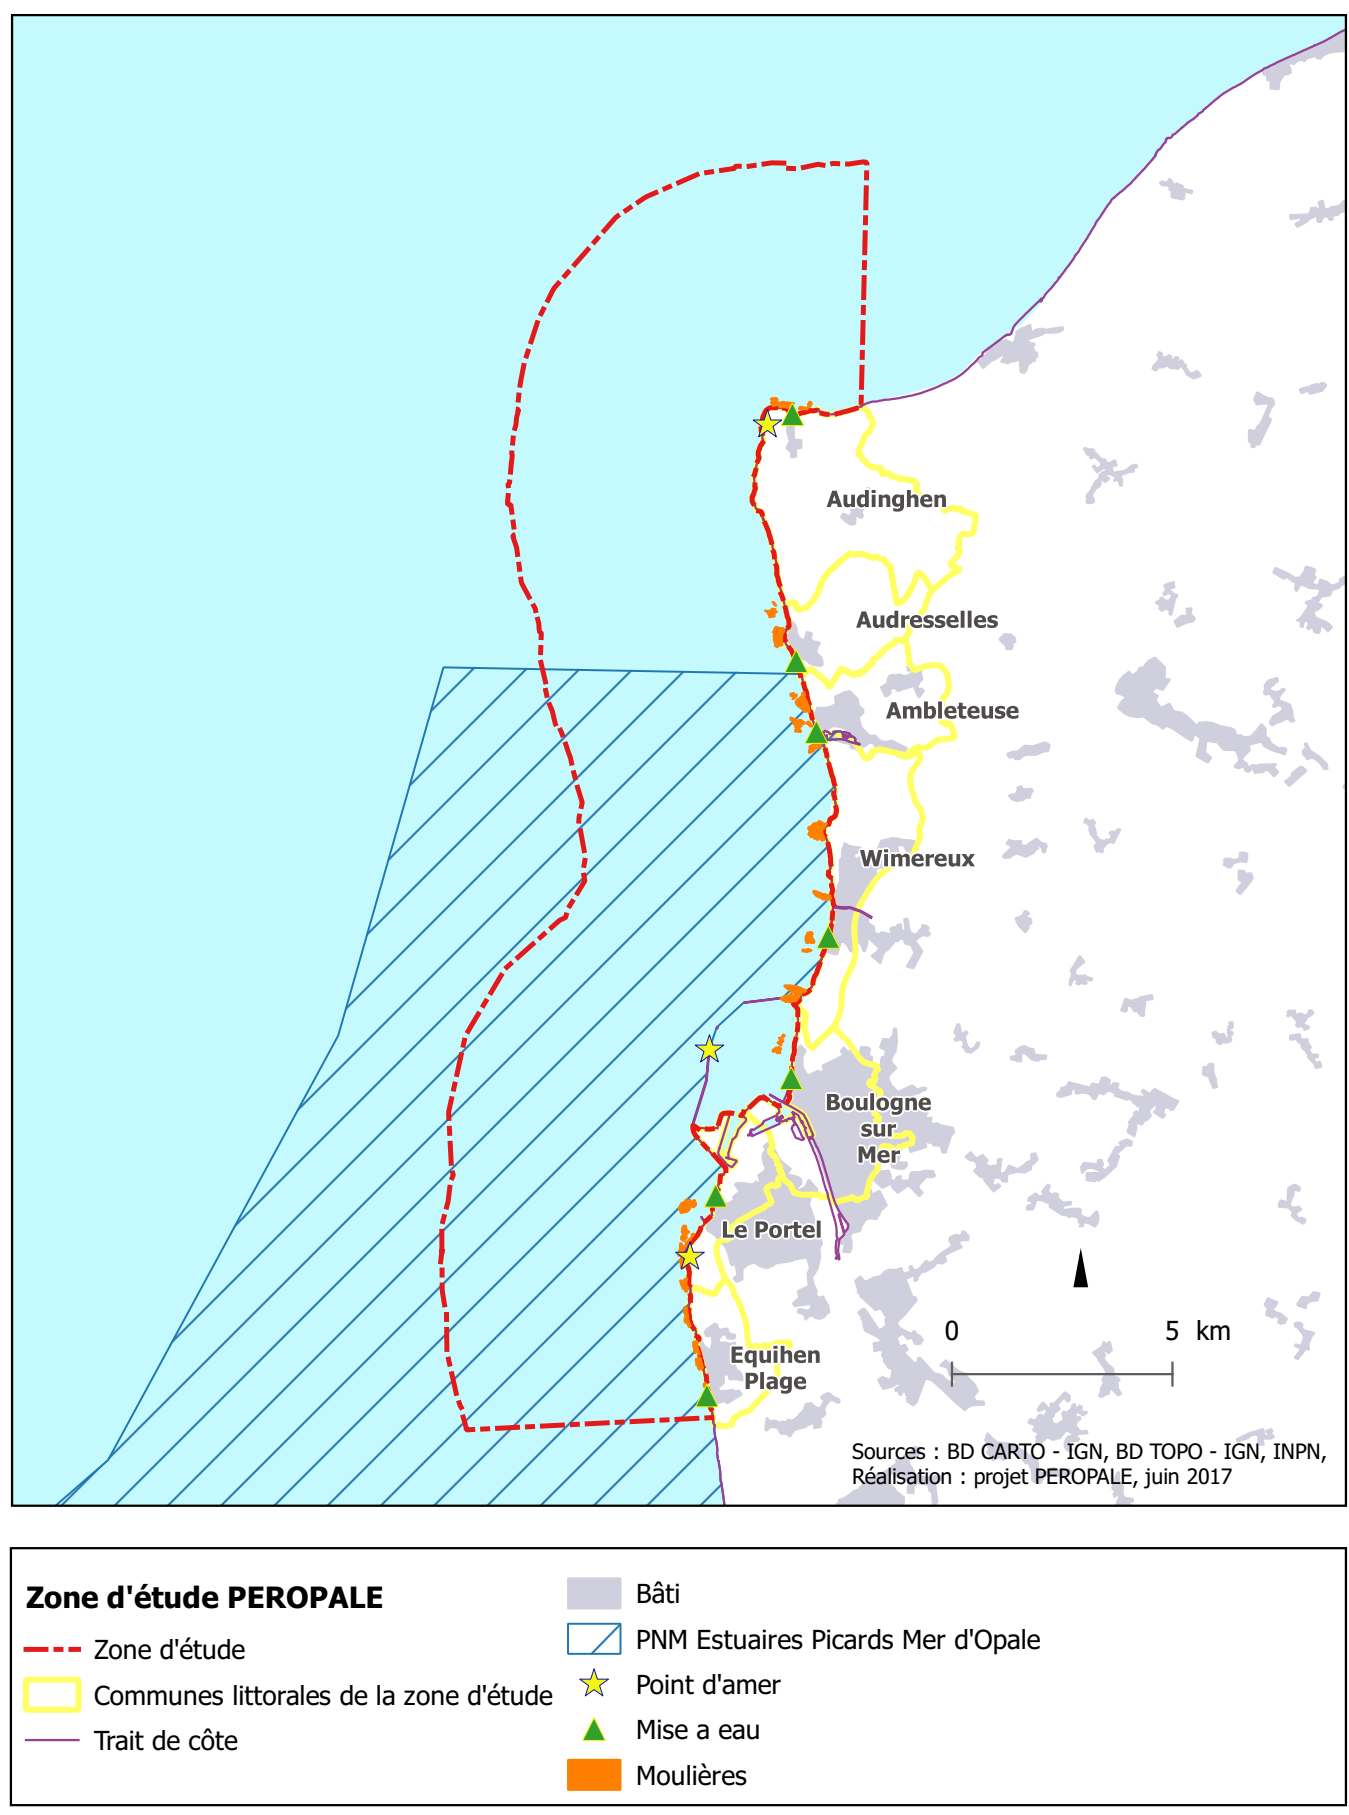 Audinghen
Audresselles
Ambleteuse
Wimereux
Boulogne
sur
Mer
Le Portel
0 5 km
Equihen
Plage
Sources : BD CARTO - IGN, BD TOPO - IGN, INPN,
Réalisation : projet PEROPALE, juin 2017
Zone d'étude PEROPALE
Zone d'étude
Communes littorales de la zone d'étude
Trait de côte
Bâti
PNM Estuaires Picards Mer d'Opale
Point d'amer
Mise a eau
Moulières